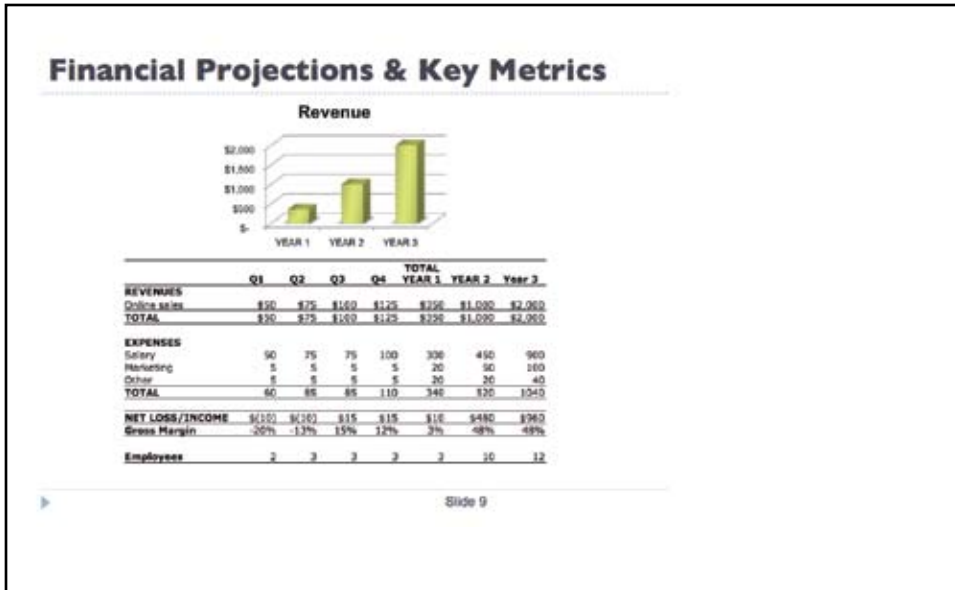 Financial Projections & Key Metrics
Revenue
$2,000
$1,500
$1,000
$500
$-
YEAR 1 YEAR 2 YEAR 3
TOTAL
Q1 Q2 Q3 Q4 YEAR 1 YEAR 2 Year 3
REVENUES
Online sales $50 $75 $100 $125 $350 $1,000 $2,000
TOTAL $50 $75 $100 $125 $350 $1,000 $2,000
EXPENSES
Salary 50 75 75 100 300 450 900
Marketing 5 5 5 5 20 50 100
Other 5 5 5 5 20 20 40
TOTAL 60 85 85 110 340 520 1040
NET LOSS/INCOME $(10) $(10) $15 $15 $10 $480 $960
Gross Margin -20% -13% 15% 12% 3% 48% 48%
Employees 10 12
Slide 9